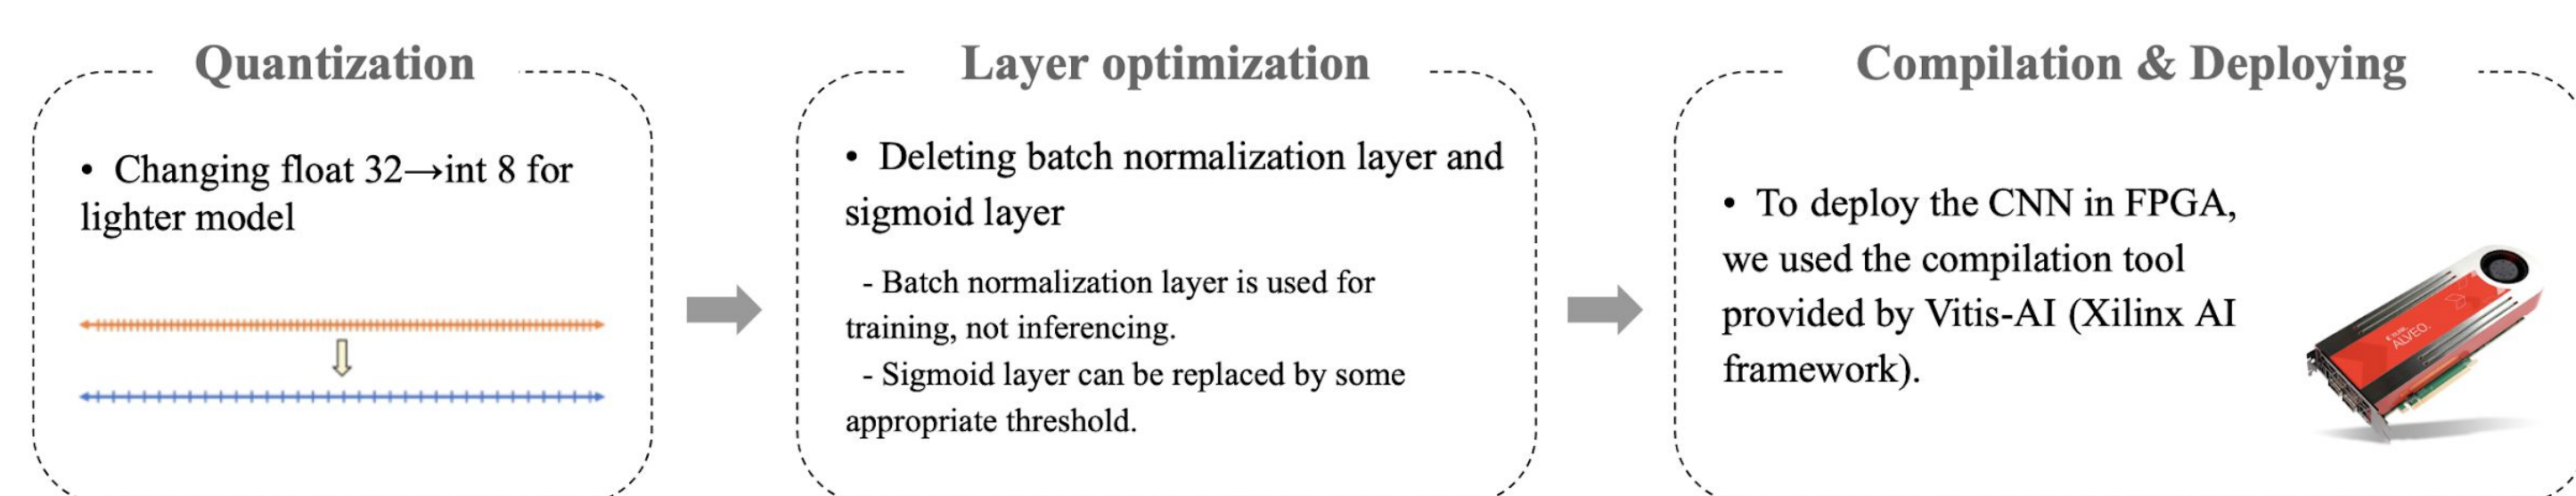 Quantization
• Changing float 32→int 8 for
lighter model
Layer optimization
• Deleting batch normalization layer and
sigmoid layer
- Batch normalization layer is used for
training, not inferencing.
- Sigmoid layer can be replaced by some
appropriate threshold.
Compilation & Deploying
• To deploy the CNN in FPGA,
we used the compilation tool
provided by Vitis-AI (Xilinx AI
framework).
XILINX
ALVEO.